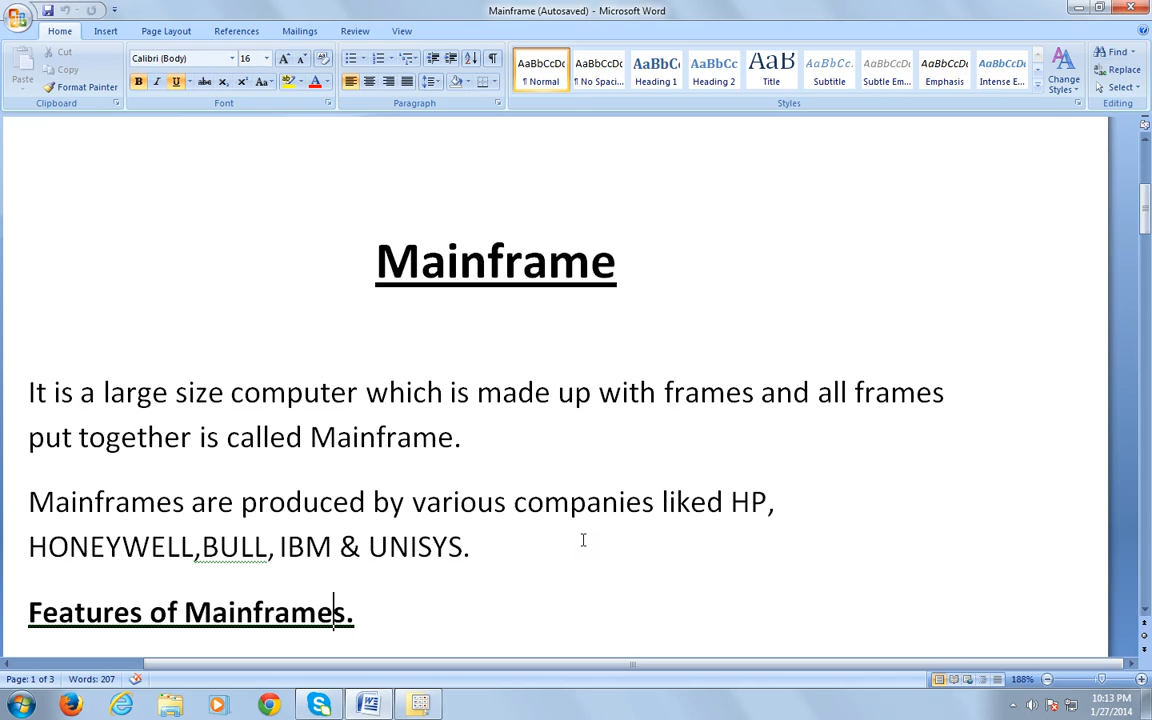 Mainframe (Autosaved) - Microsoft Word
Home Insert Page Layout References Mailings Review View
Paste
Cut
Copy
Format Painter
Clipboard
Calibri (Body) 16
B I U abc X₂ X² Aa A
Font
Paragraph
AaBbCcDc AaBbCcDc AaBbC AaBbCc AaB AaBbCc. AaBbCcDc AaBbCcDc AaBbCcDc
¶ Normal ¶ No Spaci... Heading 1 Heading 2 Title Subtitle Subtle Em... Emphasis Intense E...
Change Styles
Styles
Find
Replace
Select
Editing
Mainframe
It is a large size computer which is made up with frames and all frames
put together is called Mainframe.
Mainframes are produced by various companies liked HP,
HONEYWELL,BULL, IBM & UNISYS.
Features of Mainframes.
Page: 1 of 3 Words: 207 188%
10:13 PM
1/27/2014